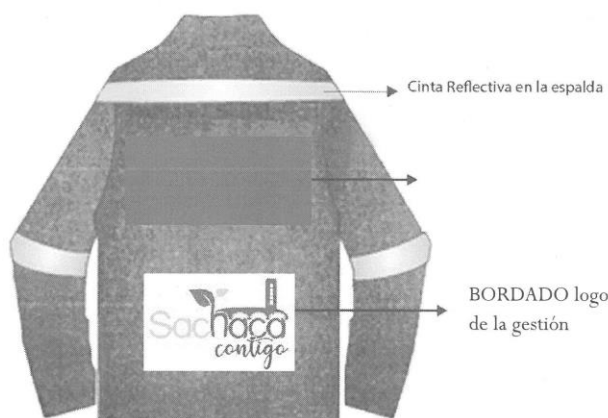 Cinta Reflectiva en la espalda
Sachaca
contigo
BORDADO logo
de la gestión